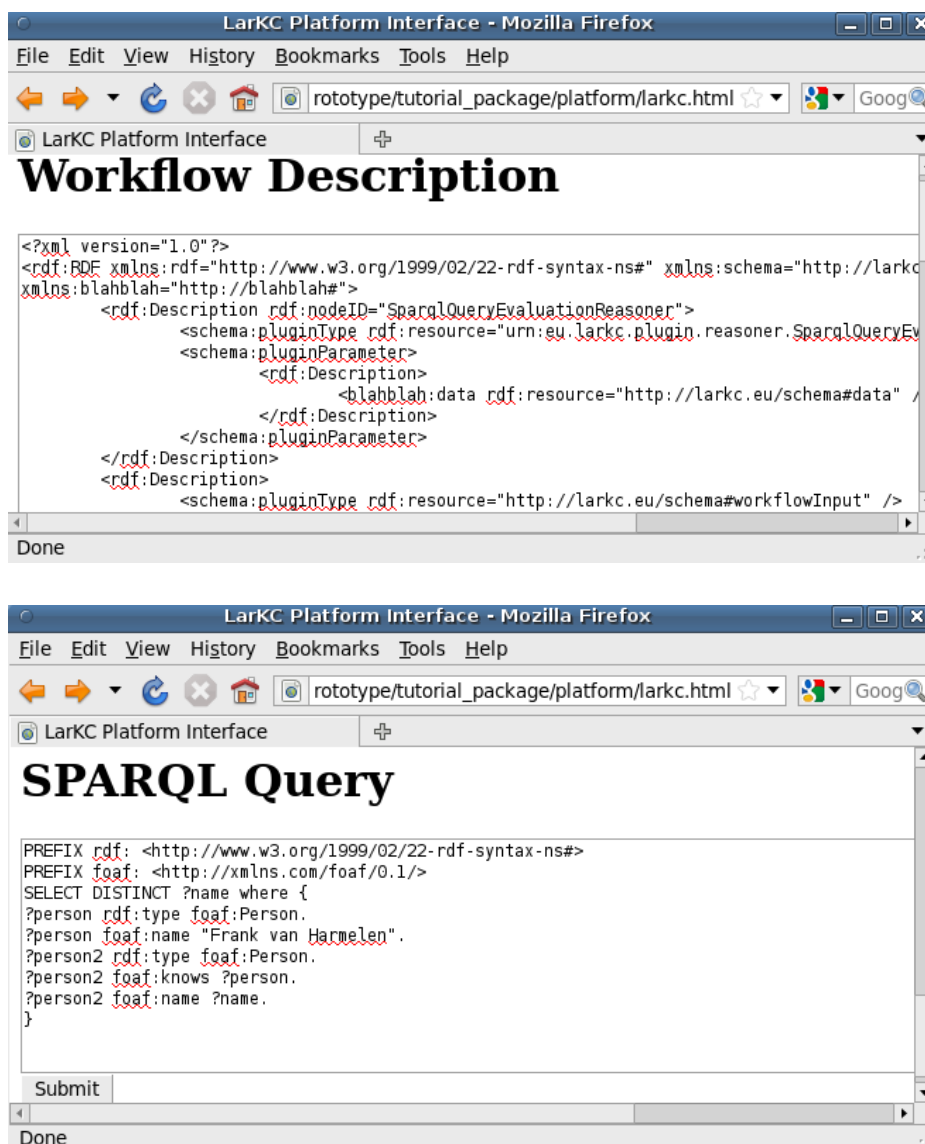 LarKC Platform Interface - Mozilla Firefox
File Edit View History Bookmarks Tools Help
rototype/tutorial_package/platform/larkc.html Goog
LarKC Platform Interface
Workflow Description
<?xml version="1.0"?>
<rdf:RDF xmlns:rdf="http://www.w3.org/1999/02/22-rdf-syntax-ns#" xmlns:schema="http://larkc
xmlns:blahblah="http://blahblah#">
<rdf:Description rdf:nodeID="SparqlQueryEvaluationReasoner">
<schema:pluginType rdf:resource="urn:eu.larkc.plugin.reasoner.SparqlQueryEv
<schema:pluginParameter>
<rdf:Description>
<blahblah:data rdf:resource="http://larkc.eu/schema#data" /
</rdf:Description>
</schema:pluginParameter>
</rdf:Description>
<rdf:Description>
<schema:pluginType rdf:resource="http://larkc.eu/schema#workflowInput" />
Done
LarKC Platform Interface - Mozilla Firefox
File Edit View History Bookmarks Tools Help
rototype/tutorial_package/platform/larkc.html Goog
LarKC Platform Interface
SPARQL Query
PREFIX rdf: <http://www.w3.org/1999/02/22-rdf-syntax-ns#>
PREFIX foaf: <http://xmlns.com/foaf/0.1/>
SELECT DISTINCT ?name where {
?person rdf:type foaf:Person.
?person foaf:name "Frank van Harmelen".
?person2 rdf:type foaf:Person.
?person2 foaf:knows ?person.
?person2 foaf:name ?name.
}
Submit
Done